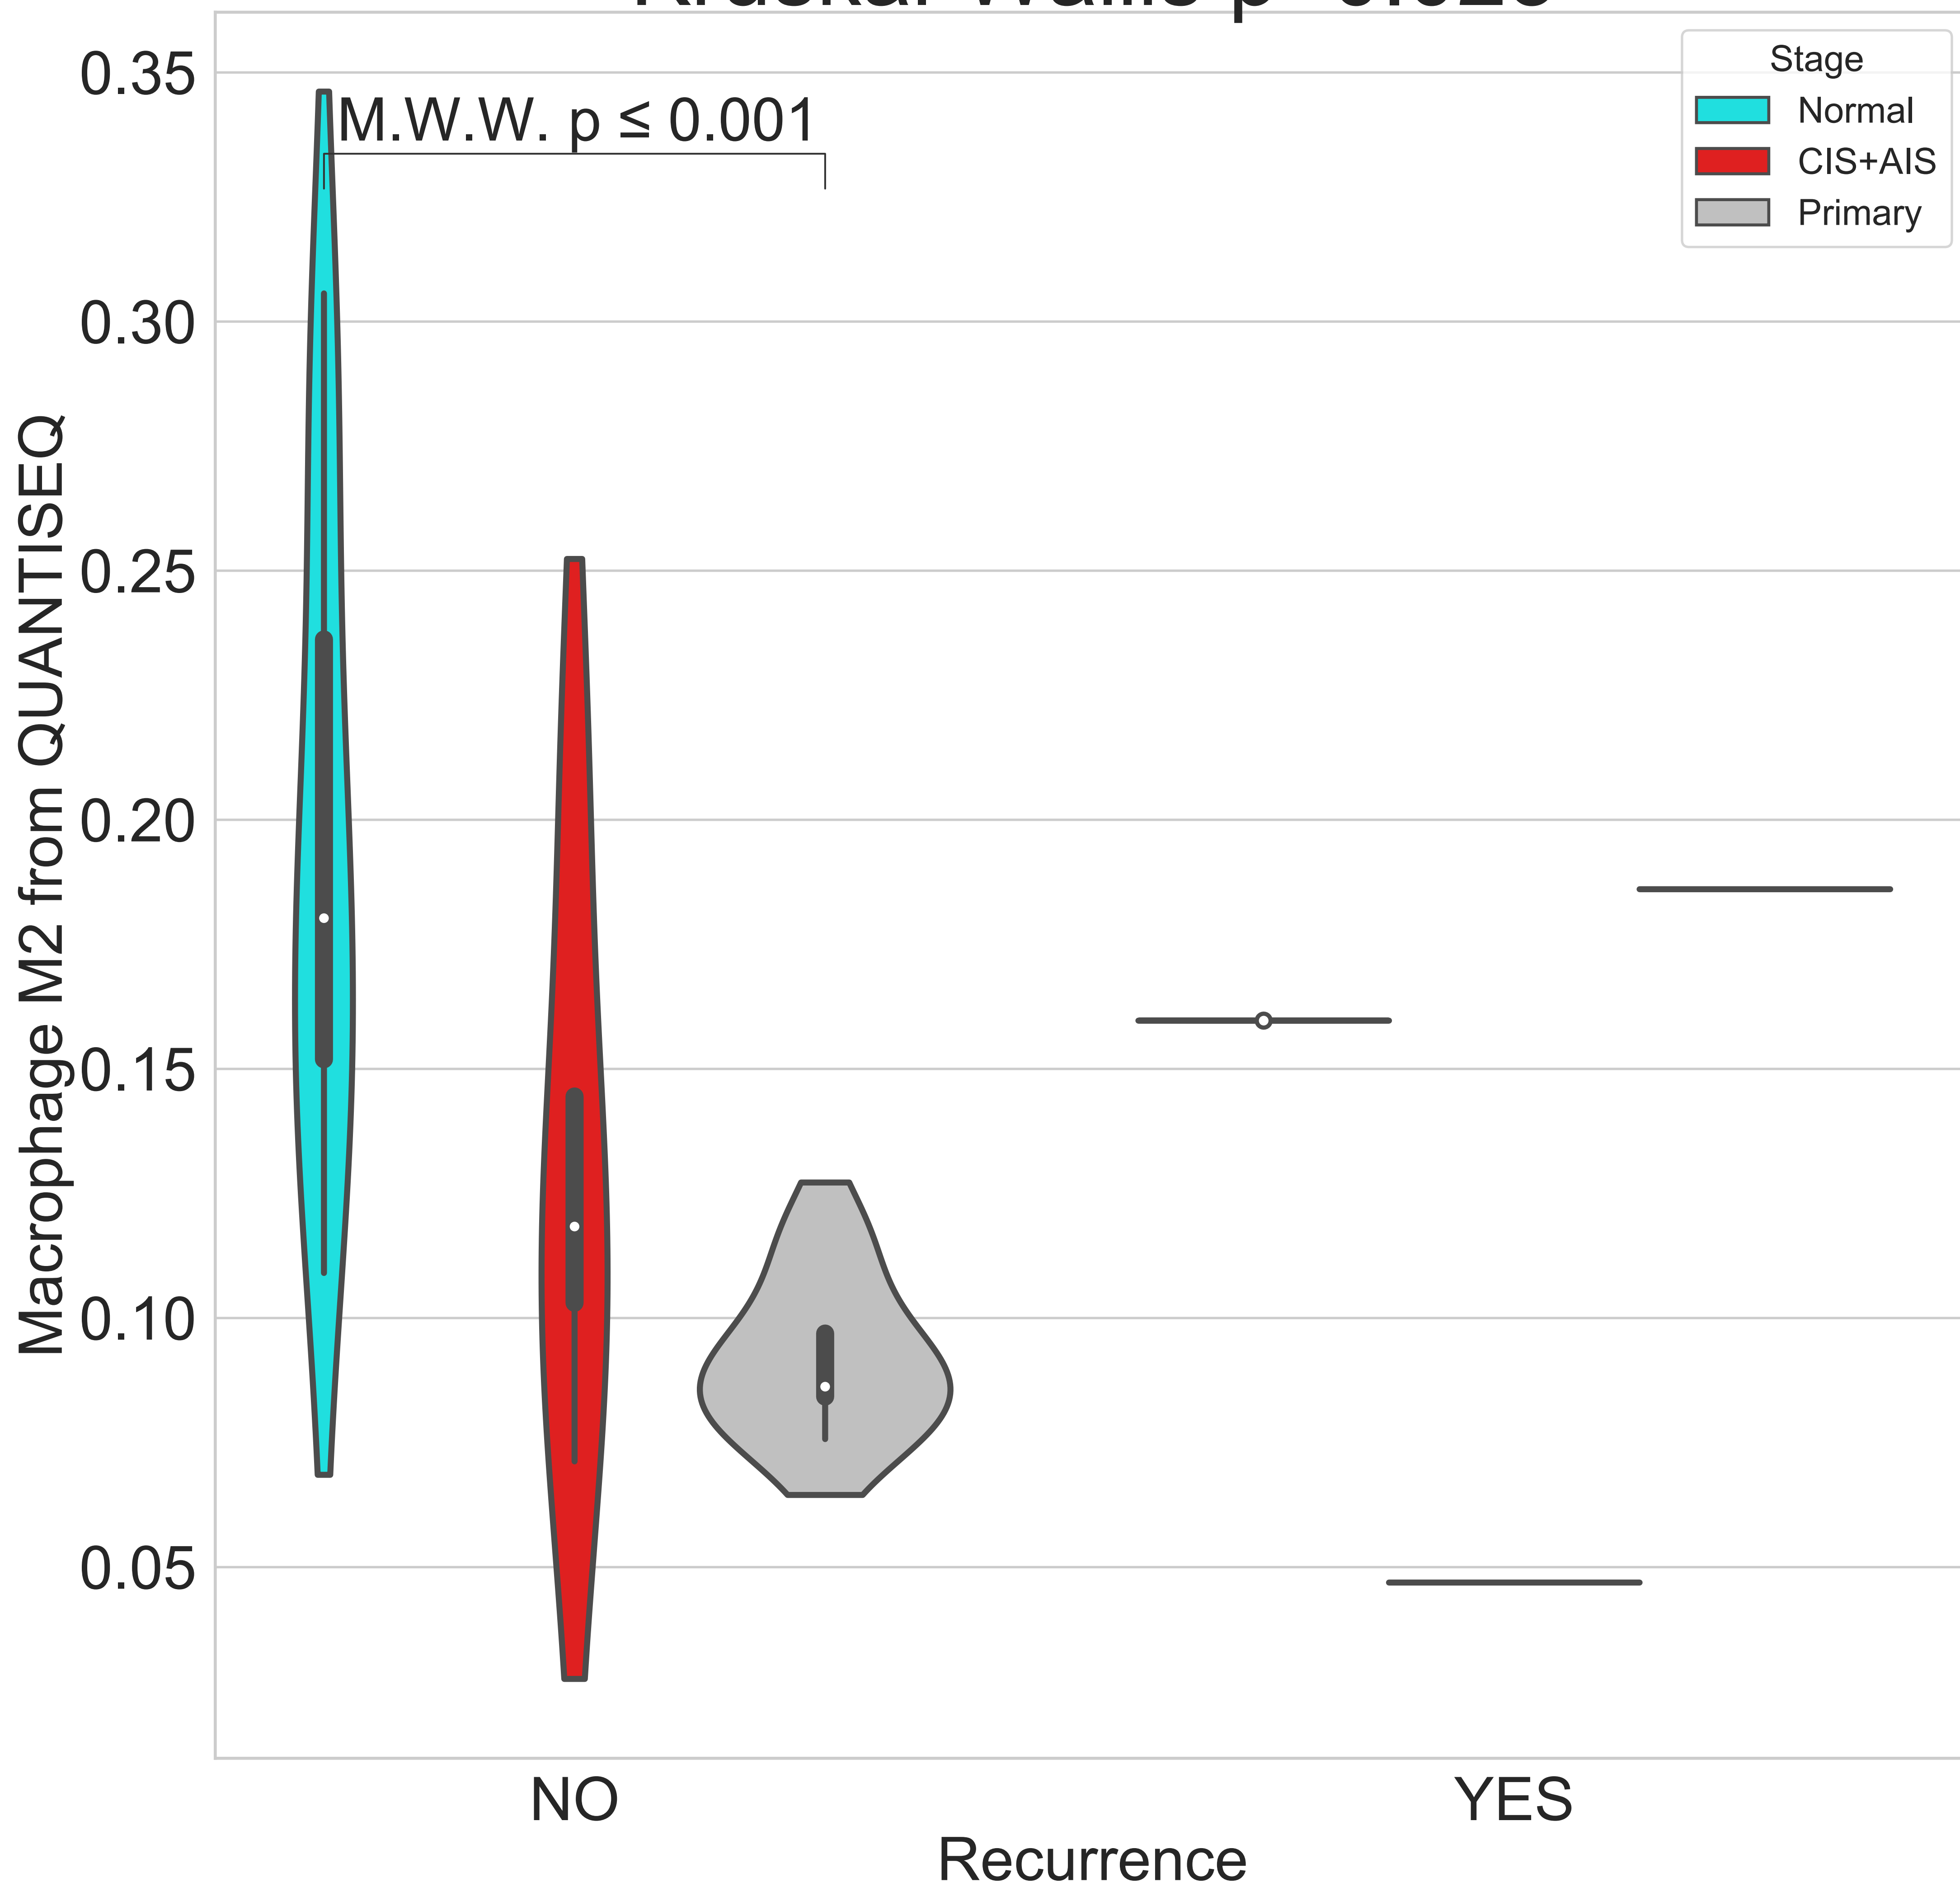 0.35
0.30
0.25
0.20
0.15
0.10
0.05
Macrophage M2 from QUANTISEQ
M.W.W. p ≤ 0.001
Stage
Normal
CIS+AIS
Primary
NO
YES
Recurrence